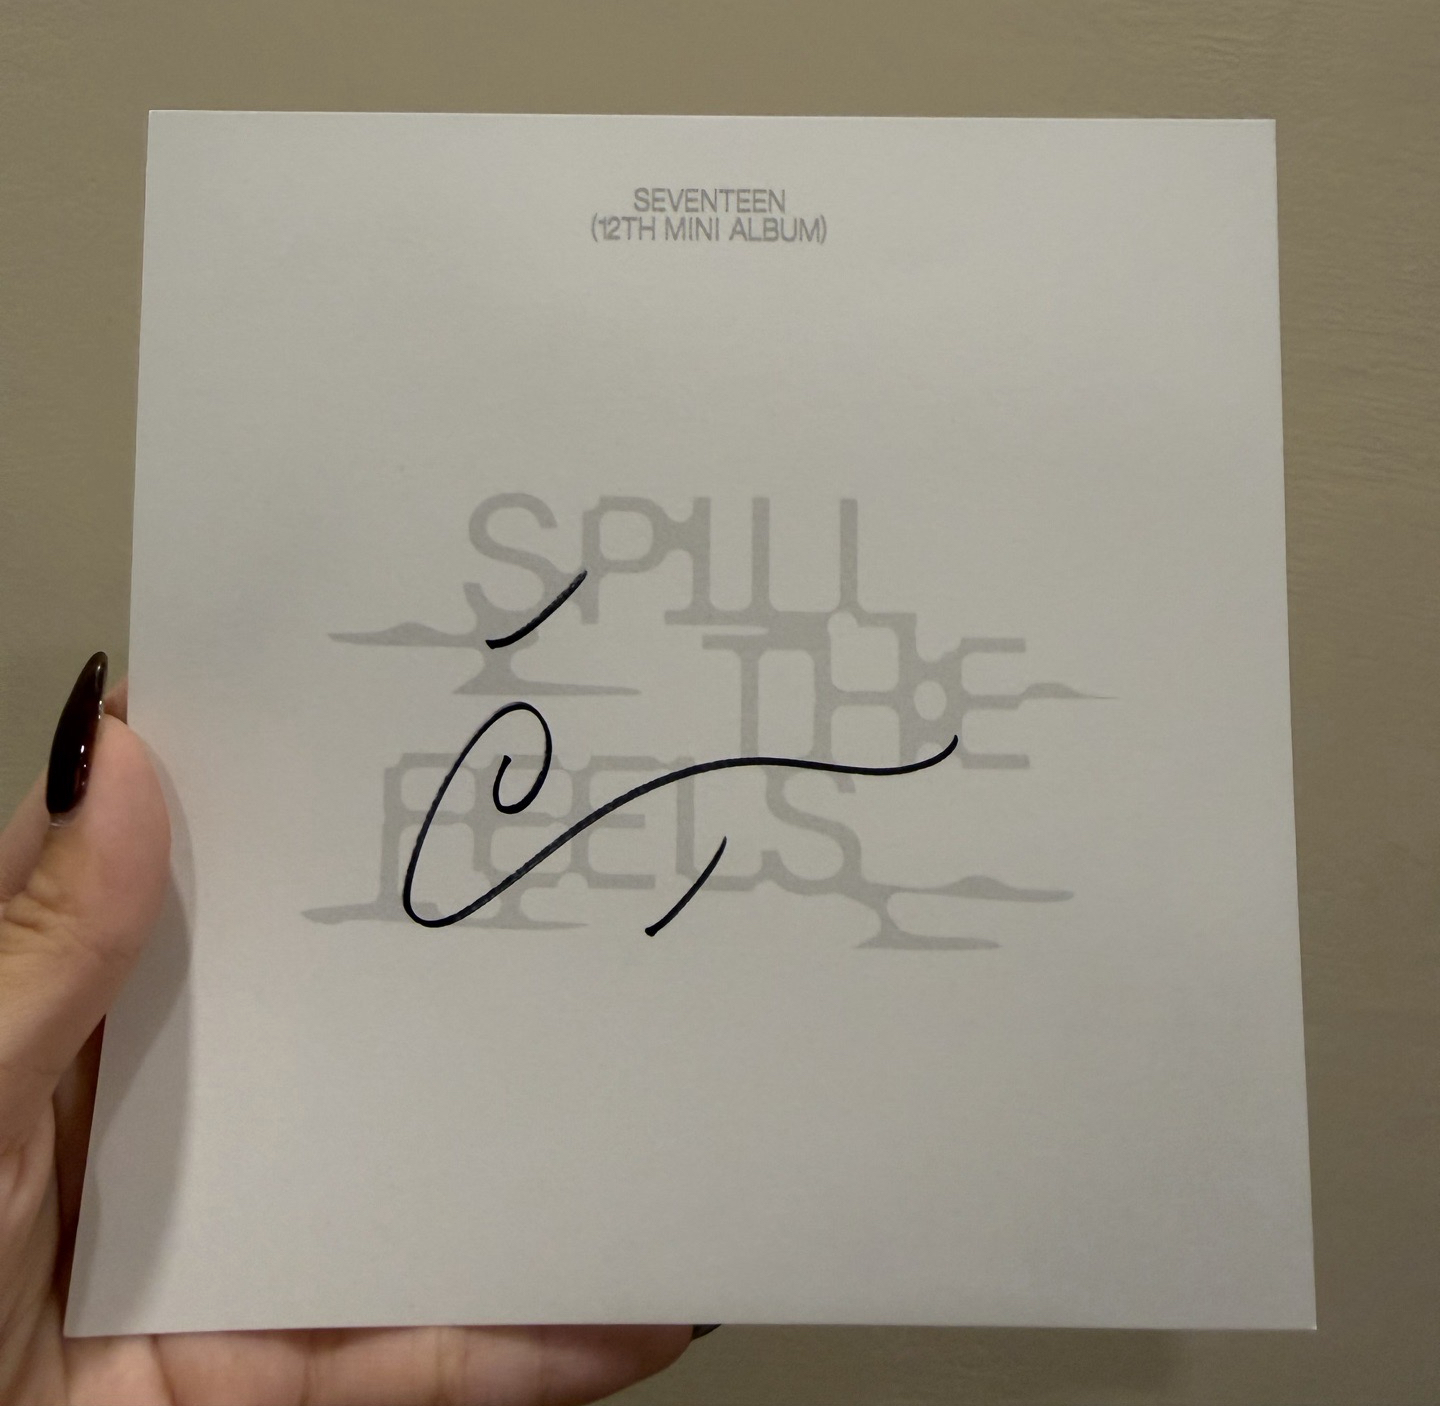 SEVENTEEN
(12TH MINI ALBUM)
SPILL
THE
FEELS